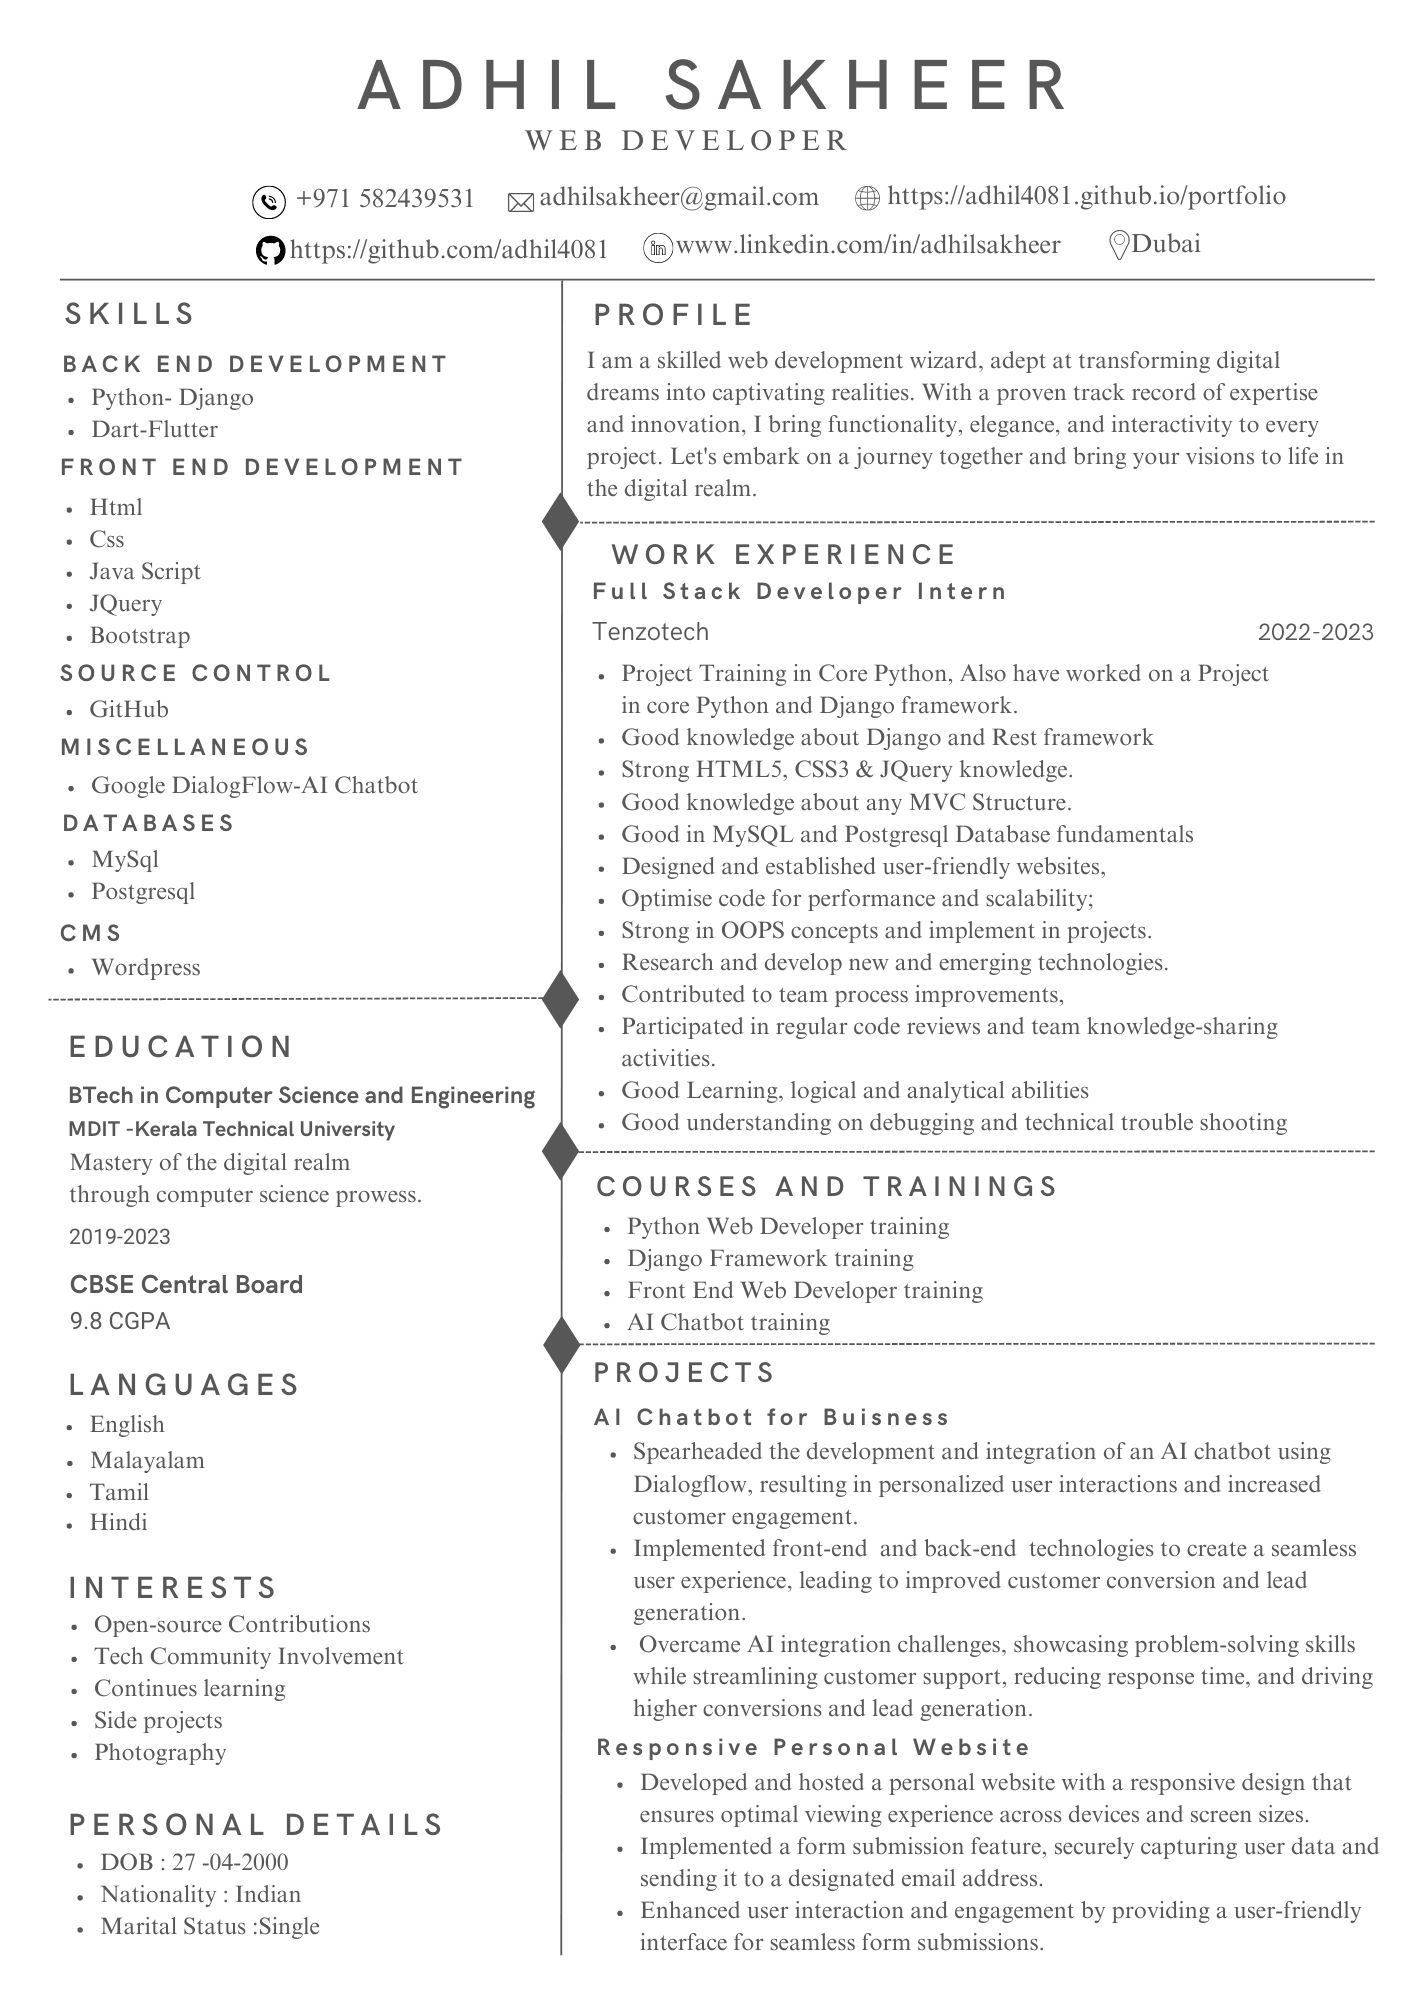 ADHIL SAKHEER
WEB DEVELOPER
+971 582439531
adhilsakheer@gmail.com
https://adhil4081.github.io/portfolio
https://github.com/adhil4081
in
www.linkedin.com/in/adhilsakheer
Dubai
SKILLS
BACK END DEVELOPMENT
• Python- Django
• Dart-Flutter
FRONT END DEVELOPMENT
• Html
• Css
• Java Script
• JQuery
• Bootstrap
SOURCE CONTROL
• GitHub
MISCELLANEOUS
• Google DialogFlow-AI Chatbot
DATABASES
• MySql
• Postgresql
CMS
• Wordpress
EDUCATION
BTech in Computer Science and Engineering
MDIT -Kerala Technical University
Mastery of the digital realm
through computer science prowess.
2019-2023
CBSE Central Board
9.8 CGPA
LANGUAGES
• English
• Malayalam
• Tamil
• Hindi
INTERESTS
• Open-source Contributions
• Tech Community Involvement
• Continues learning
• Side projects
• Photography
PERSONAL DETAILS
• DOB : 27 -04-2000
• Nationality : Indian
• Marital Status :Single
PROFILE
I am a skilled web development wizard, adept at transforming digital
dreams into captivating realities. With a proven track record of expertise
and innovation, I bring functionality, elegance, and interactivity to every
project. Let's embark on a journey together and bring your visions to life in
the digital realm.
WORK EXPERIENCE
Full Stack Developer Intern
Tenzotech 2022-2023
• Project Training in Core Python, Also have worked on a Project
in core Python and Django framework.
• Good knowledge about Django and Rest framework
• Strong HTML5, CSS3 & JQuery knowledge.
• Good knowledge about any MVC Structure.
• Good in MySQL and Postgresql Database fundamentals
• Designed and established user-friendly websites,
• Optimise code for performance and scalability;
• Strong in OOPS concepts and implement in projects.
• Research and develop new and emerging technologies.
• Contributed to team process improvements,
• Participated in regular code reviews and team knowledge-sharing
activities.
• Good Learning, logical and analytical abilities
• Good understanding on debugging and technical trouble shooting
COURSES AND TRAININGS
• Python Web Developer training
• Django Framework training
• Front End Web Developer training
• AI Chatbot training
PROJECTS
AI Chatbot for Buisness
• Spearheaded the development and integration of an AI chatbot using
Dialogflow, resulting in personalized user interactions and increased
customer engagement.
• Implemented front-end and back-end technologies to create a seamless
user experience, leading to improved customer conversion and lead
generation.
• Overcame AI integration challenges, showcasing problem-solving skills
while streamlining customer support, reducing response time, and driving
higher conversions and lead generation.
Responsive Personal Website
• Developed and hosted a personal website with a responsive design that
ensures optimal viewing experience across devices and screen sizes.
• Implemented a form submission feature, securely capturing user data and
sending it to a designated email address.
• Enhanced user interaction and engagement by providing a user-friendly
interface for seamless form submissions.